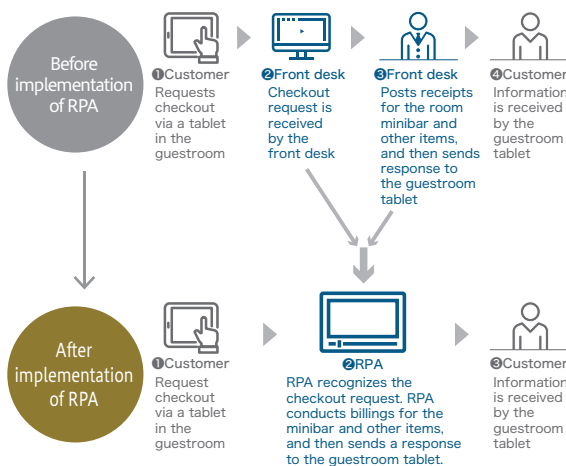 Before
implementation
of RPA
❶Customer
Requests
checkout
via a tablet
in the
guestroom
❷Front desk
Checkout
request is
received
by the
front desk
❸Front desk
Posts receipts
for the room
minibar and
other items,
and then sends
response to
the guestroom
tablet
❹Customer
Information
is received
by the
guestroom
tablet
After
implementation
of RPA
❶Customer
Request
checkout
via a tablet
in the
guestroom
❷RPA
RPA recognizes the
checkout request. RPA
conducts billings for the
minibar and other items,
and then sends a response
to the guestroom tablet.
❸Customer
Information
is received
by the
guestroom
tablet